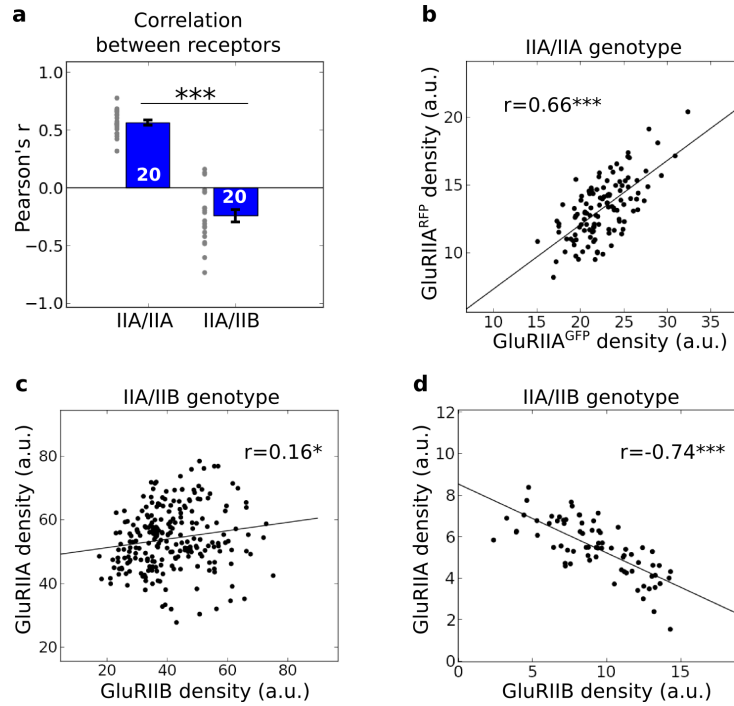 a
Correlation
between receptors
1.0
0.5
0.0
−0.5
−1.0
Pearson's r
***
20
20
IIA/IIA
IIA/IIB
b
IIA/IIA genotype
r=0.66***
20
15
10
GluRIIA^RFP density (a.u.)
10 15 20 25 30 35
GluRIIA^GFP density (a.u.)
c
IIA/IIB genotype
r=0.16*
80
60
40
20
GluRIIA density (a.u.)
20 40 60 80
GluRIIB density (a.u.)
d
IIA/IIB genotype
r=-0.74***
12
10
8
6
4
2
0
GluRIIA density (a.u.)
0 5 10 15
GluRIIB density (a.u.)